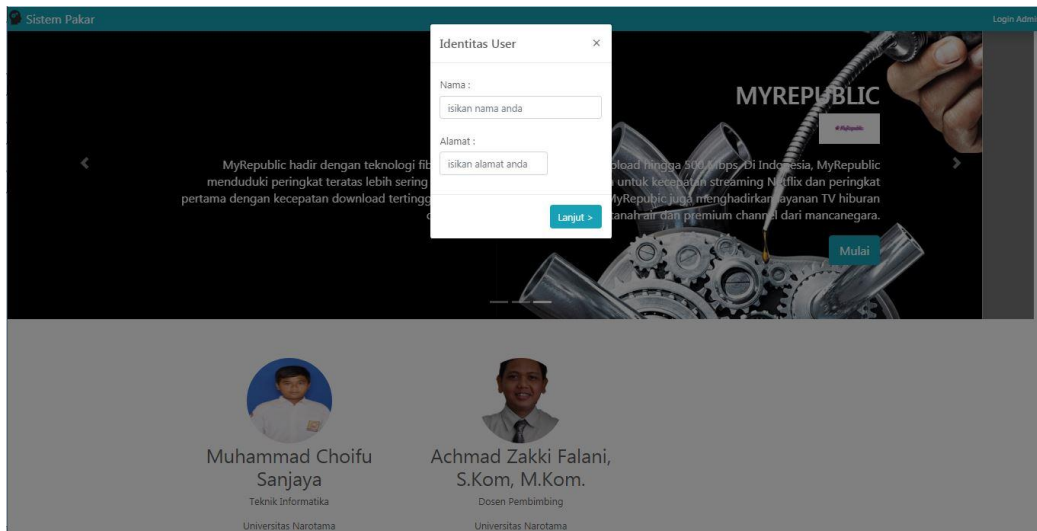 Sistem Pakar
Login Admi
Identitas User
×
Nama :
isikan nama anda
Alamat :
isikan alamat anda
Lanjut >
MYREPUBLIC
MyRepublic
MyRepublic hadir dengan teknologi fib load hingga 500 Mbps. Di Indonesia, MyRepublic
menduduki peringkat teratas lebih sering untuk kecepatan streaming Netflix dan peringkat
pertama dengan kecepatan download tertingg MyRepubic juga menghadirkan layanan TV hiburan
tanah air dan premium channel dari mancanegara.
Mulai
Muhammad Choifu
Sanjaya
Teknik Informatika
Universitas Narotama
Achmad Zakki Falani,
S.Kom, M.Kom.
Dosen Pembimbing
Universitas Narotama